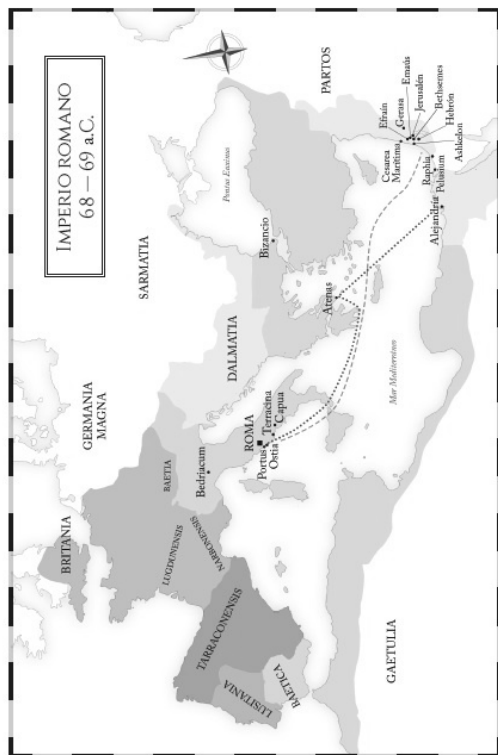 IMPERIO ROMANO
68 — 69 a.C.
BRITANIA
GERMANIA
MAGNA
SARMATIA
PARTOS
LUGDUNENSIS
BAETIA
NARBONENSIS
TARRACONENSIS
LUSITANIA
BAETICA
DALMATIA
Bedriacum
ROMA
Portus
Ostia
Terracina
Capua
Bizancio
Pontus Euxinus
Atenas
Mar Mediterráneo
GAETULIA
Alejandría
Pelusium
Raphia
Cesarea
Marítima
Efraín
Gerasa
Emaús
Jerusalén
Bethsemes
Hebrón
Ashkelon